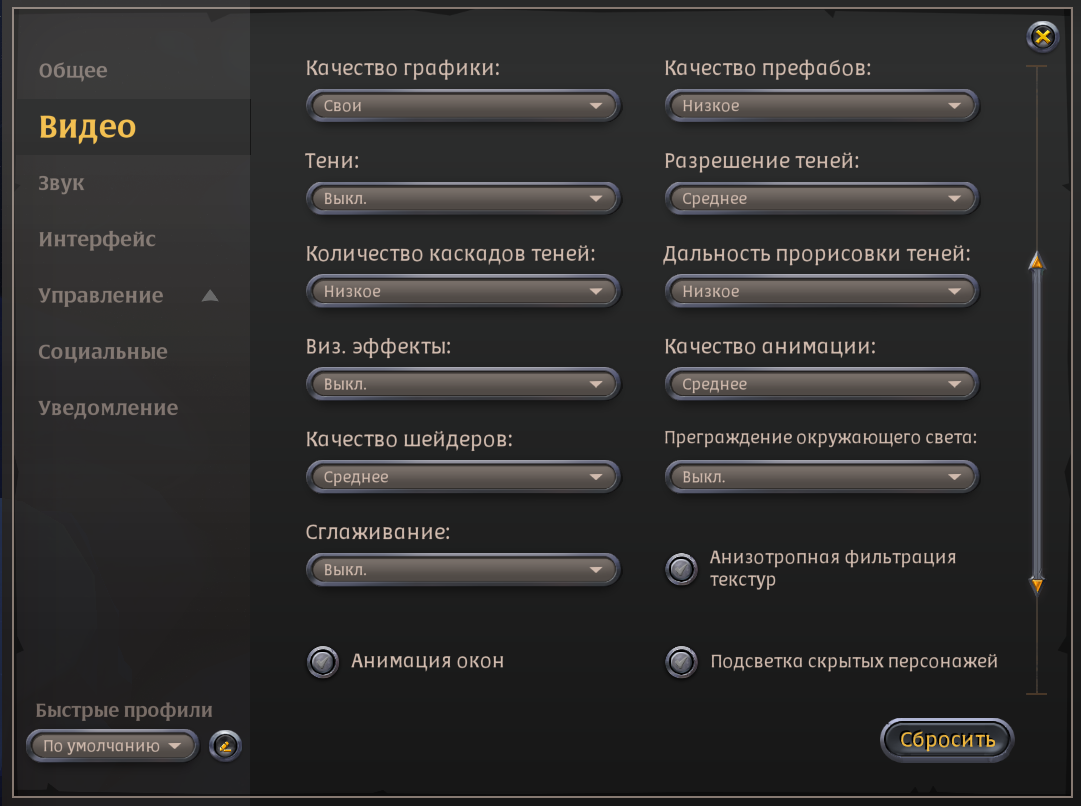 Общее
Видео
Звук
Интерфейс
Управление
Социальные
Уведомление
Быстрые профили
По умолчанию
Качество графики:
Свои
Качество префабов:
Низкое
Тени:
Выкл.
Разрешение теней:
Среднее
Количество каскадов теней:
Низкое
Дальность прорисовки теней:
Низкое
Виз. эффекты:
Выкл.
Качество анимации:
Среднее
Качество шейдеров:
Среднее
Преграждение окружающего света:
Выкл.
Сглаживание:
Выкл.
Анизотропная фильтрация
текстур
Анимация окон
Подсветка скрытых персонажей
Сбросить